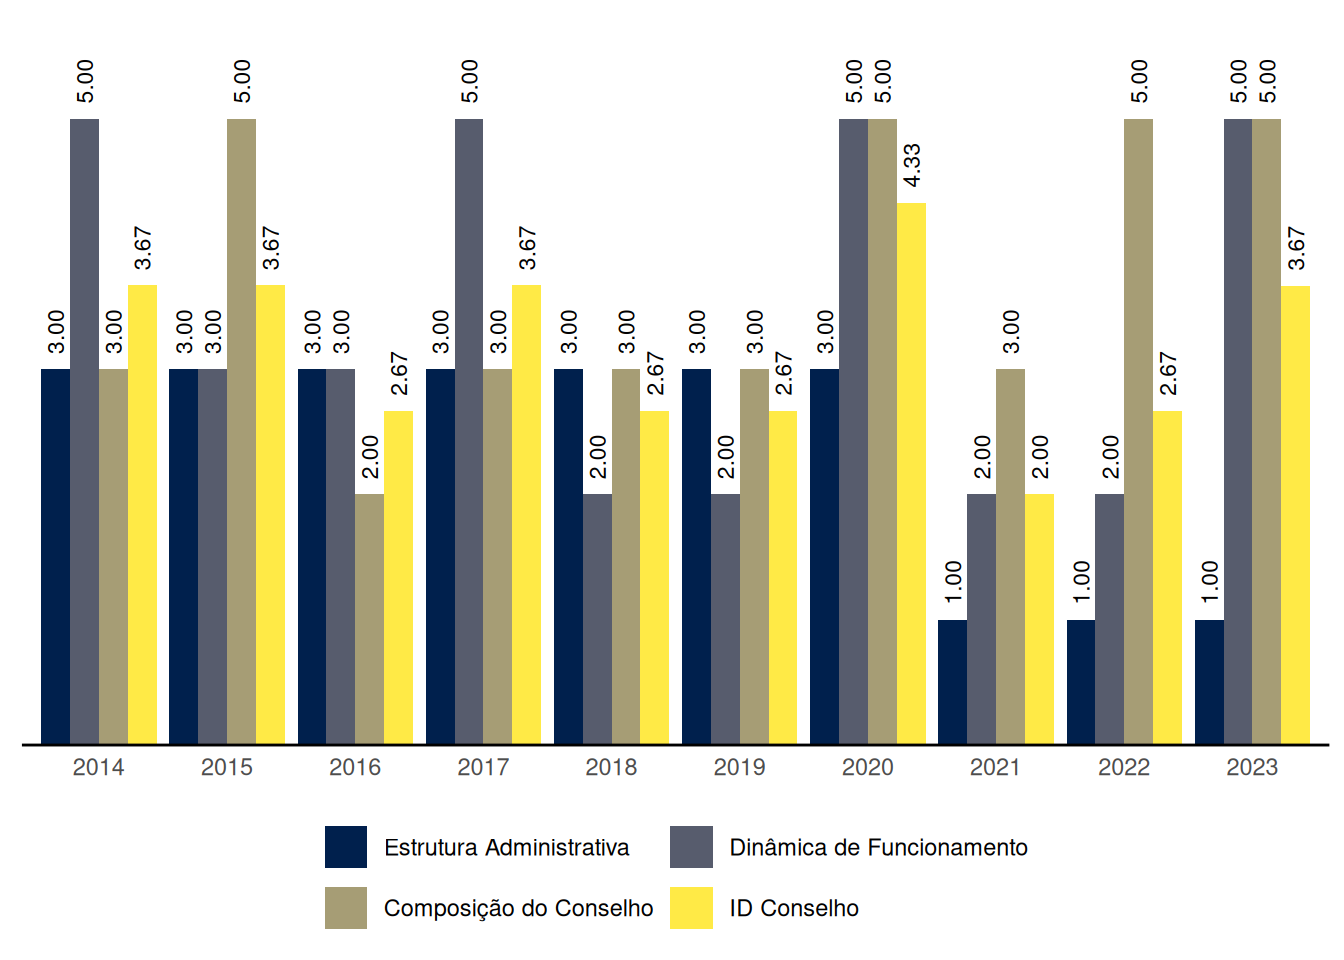 5.00 5.00 5.00 5.00 5.00 5.00 5.00 5.00
4.33
3.67 3.67 3.67 3.67
3.00 3.00 3.00 3.00 3.00 3.00 3.00 3.00 3.00 3.00 3.00 3.00 3.00 3.00
2.67 2.67 2.67 2.67
2.00 2.00 2.00 2.00 2.00 2.00
1.00 1.00 1.00
2014 2015 2016 2017 2018 2019 2020 2021 2022 2023
Estrutura Administrativa Dinâmica de Funcionamento
Composição do Conselho ID Conselho